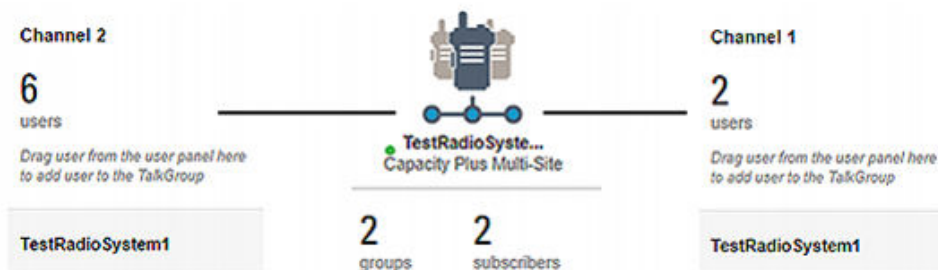 Channel 2
6
users
Drag user from the user panel here
to add user to the TalkGroup
TestRadioSystem1
TestRadioSyste...
Capacity Plus Multi-Site
2
groups
2
subscribers
Channel 1
2
users
Drag user from the user panel here
to add user to the TalkGroup
TestRadioSystem1